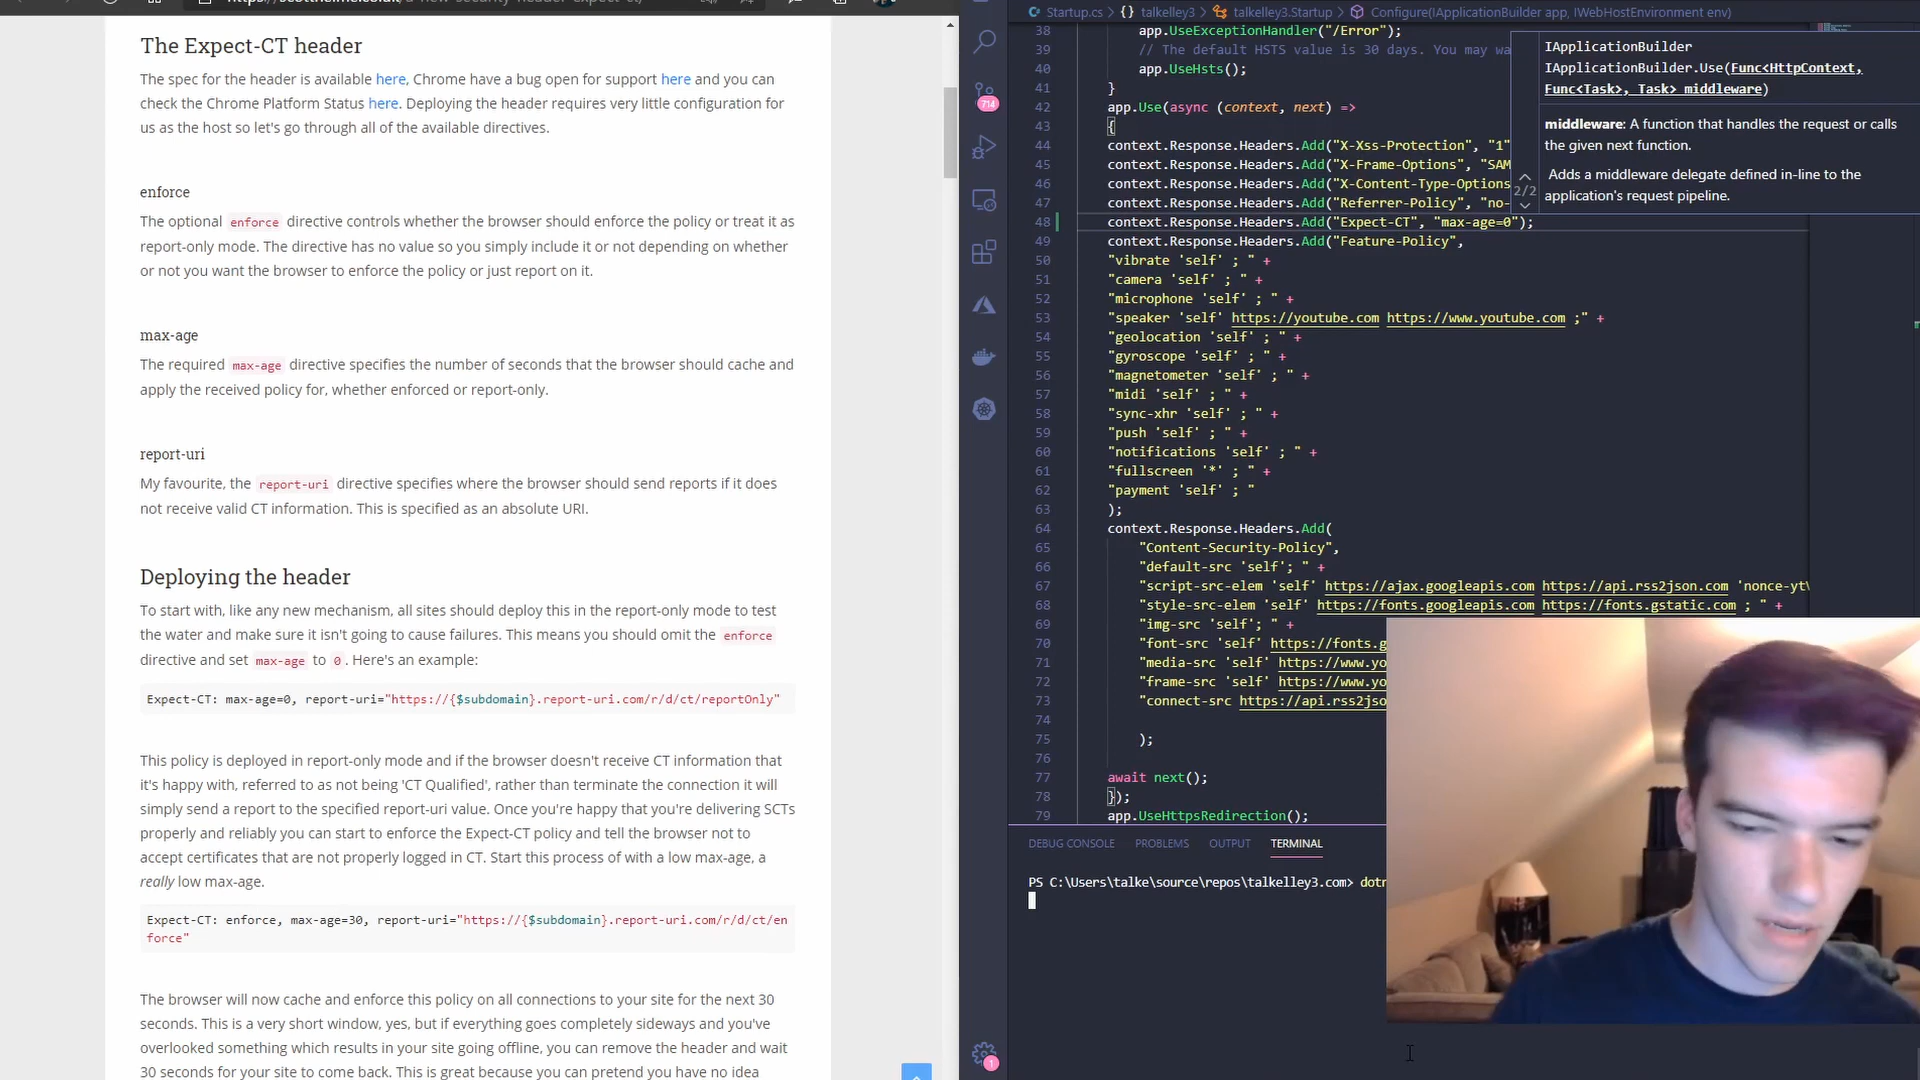 The Expect-CT header
The spec for the header is available here, Chrome have a bug open for support here and you can
check the Chrome Platform Status here. Deploying the header requires very little configuration for
us as the host so let's go through all of the available directives.
enforce
The optional enforce directive controls whether the browser should enforce the policy or treat it as
report-only mode. The directive has no value so you simply include it or not depending on whether
or not you want the browser to enforce the policy or just report on it.
max-age
The required max-age directive specifies the number of seconds that the browser should cache and
apply the received policy for, whether enforced or report-only.
report-uri
My favourite, the report-uri directive specifies where the browser should send reports if it does
not receive valid CT information. This is specified as an absolute URI.
Deploying the header
To start with, like any new mechanism, all sites should deploy this in the report-only mode to test
the water and make sure it isn't going to cause failures. This means you should omit the enforce
directive and set max-age to 0. Here's an example:
Expect-CT: max-age=0, report-uri="https://{$subdomain}.report-uri.com/r/d/ct/reportOnly"
This policy is deployed in report-only mode and if the browser doesn't receive CT information that
it's happy with, referred to as not being 'CT Qualified', rather than terminate the connection it will
simply send a report to the specified report-uri value. Once you're happy that you're delivering SCTs
properly and reliably you can start to enforce the Expect-CT policy and tell the browser not to
accept certificates that are not properly logged in CT. Start this process of with a low max-age, a
really low max-age.
Expect-CT: enforce, max-age=30, report-uri="https://{$subdomain}.report-uri.com/r/d/ct/en
force"
The browser will now cache and enforce this policy on all connections to your site for the next 30
seconds. This is a very short window, yes, but if everything goes completely sideways and you've
overlooked something which results in your site going offline, you can remove the header and wait
30 seconds for your site to come back. This is great because you can pretend you have no idea
714
1
Startup.cs > {} talkelley3 > talkelley3.Startup > Configure(IApplicationBuilder app, IWebHostEnvironment env)
38 app.UseExceptionHandler("/Error");
39 // The default HSTS value is 30 days. You may wa
40 app.UseHsts();
41 }
42 app.Use(async (context, next) =>
43 {
44 context.Response.Headers.Add("X-Xss-Protection", "1"
45 context.Response.Headers.Add("X-Frame-Options", "SAM
46 context.Response.Headers.Add("X-Content-Type-Options
47 context.Response.Headers.Add("Referrer-Policy", "no-
48 context.Response.Headers.Add("Expect-CT", "max-age=0");
49 context.Response.Headers.Add("Feature-Policy",
50 "vibrate 'self' ; " +
51 "camera 'self' ; " +
52 "microphone 'self' ; " +
53 "speaker 'self' https://youtube.com https://www.youtube.com ;" +
54 "geolocation 'self' ; " +
55 "gyroscope 'self' ; " +
56 "magnetometer 'self' ; " +
57 "midi 'self' ; " +
58 "sync-xhr 'self' ; " +
59 "push 'self' ; " +
60 "notifications 'self' ; " +
61 "fullscreen '*' ; " +
62 "payment 'self' ; "
63 );
64 context.Response.Headers.Add(
65 "Content-Security-Policy",
66 "default-src 'self'; " +
67 "script-src-elem 'self' https://ajax.googleapis.com https://api.rss2json.com 'nonce-yt\
68 "style-src-elem 'self' https://fonts.googleapis.com https://fonts.gstatic.com ; " +
69 "img-src 'self'; " +
70 "font-src 'self' https://fonts.g
71 "media-src 'self' https://www.yo
72 "frame-src 'self' https://www.yo
73 "connect-src https://api.rss2jso
74
75 );
76
77 await next();
78 });
79 app.UseHttpsRedirection();
IApplicationBuilder
IApplicationBuilder.Use(Func<HttpContext,
Func<Task>, Task> middleware)
middleware: A function that handles the request or calls
the given next function.
Adds a middleware delegate defined in-line to the
application's request pipeline.
2/2
DEBUG CONSOLE PROBLEMS OUTPUT TERMINAL
PS C:\Users\talke\source\repos\talkelley3.com> dotn